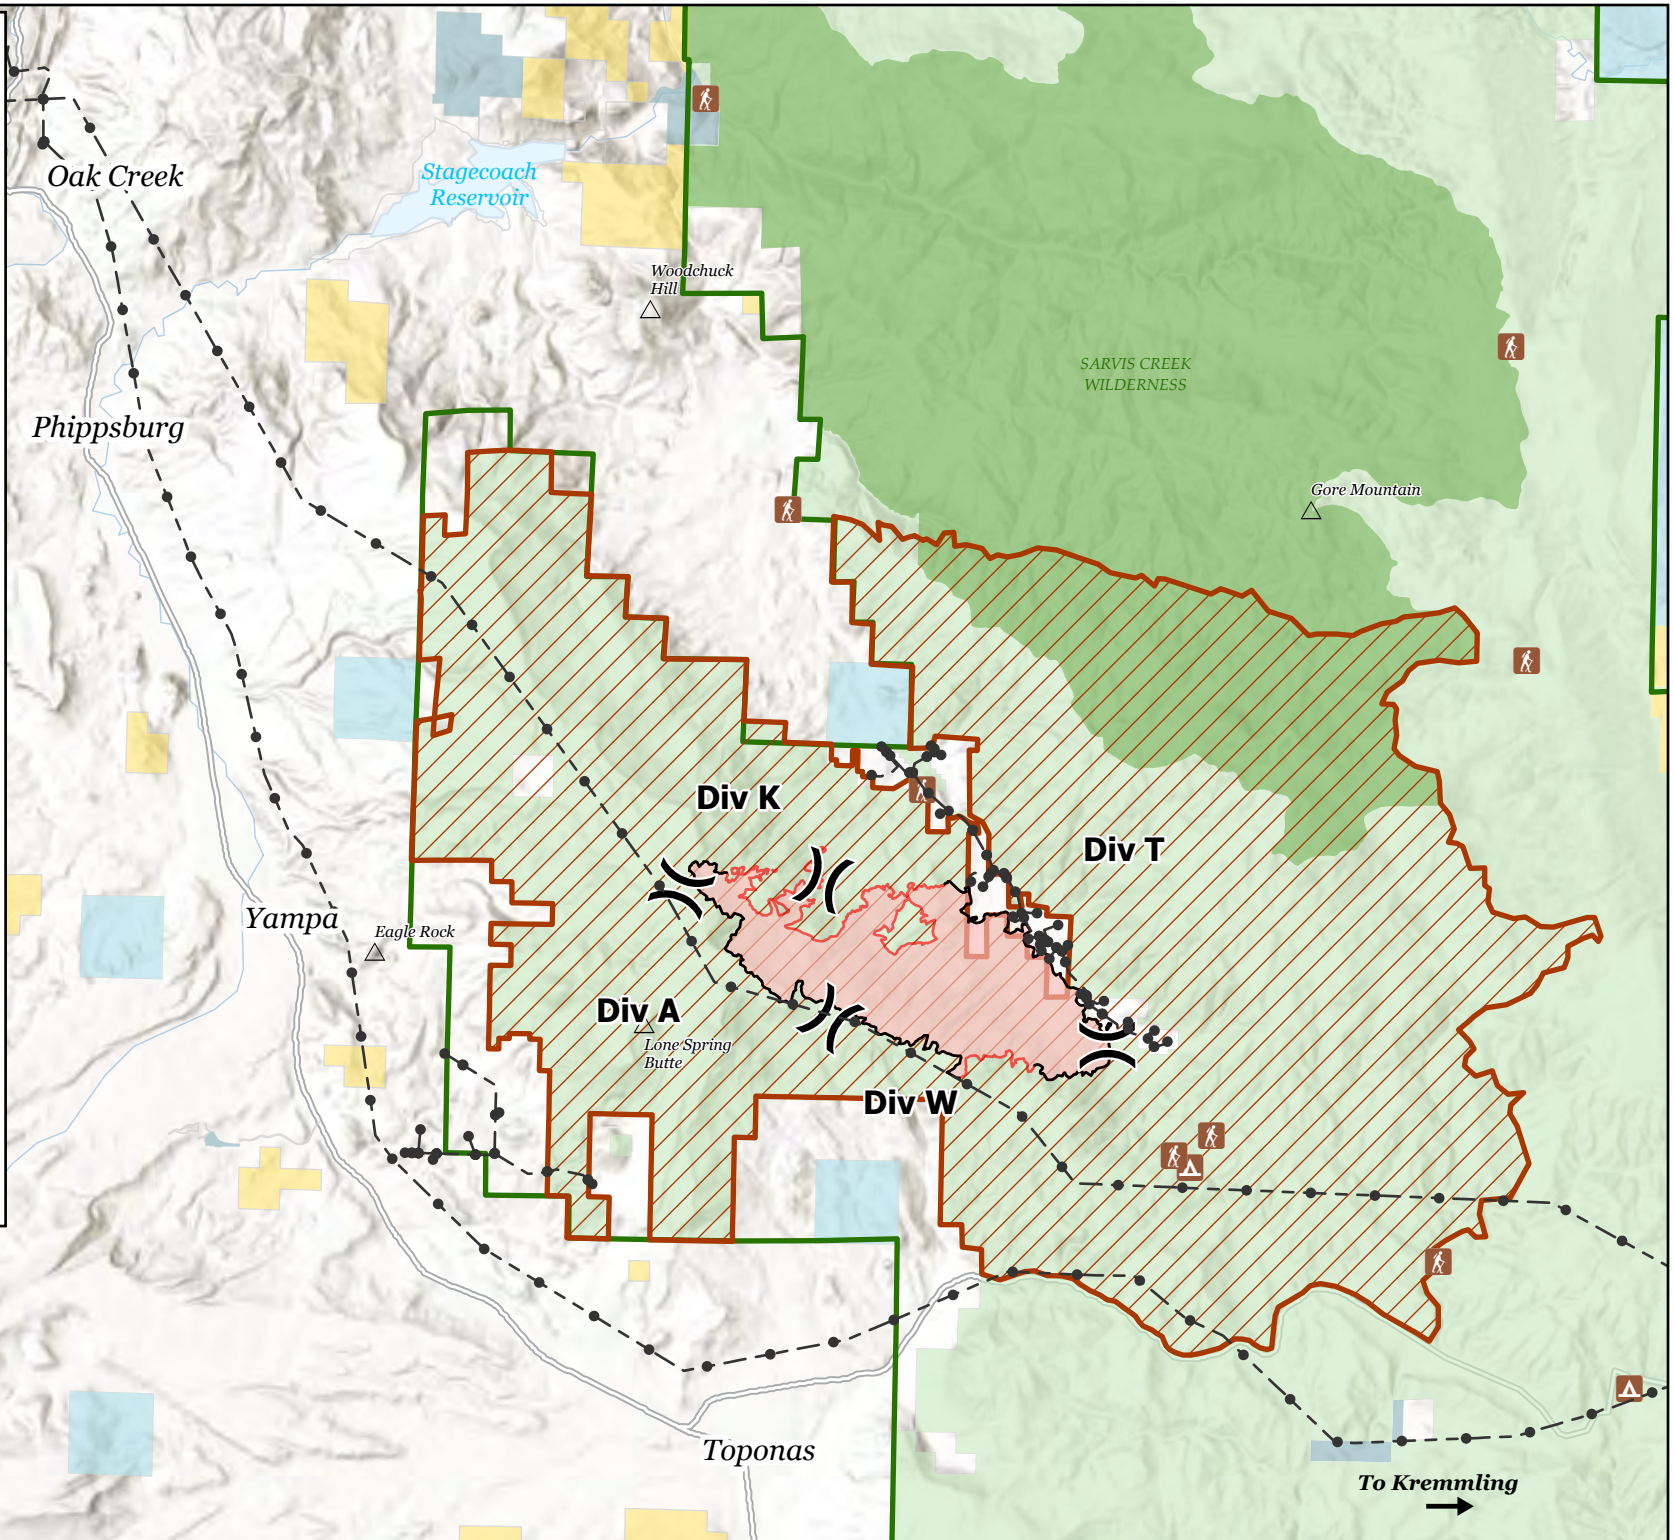 Oak Creek
Stagecoach
Reservoir
Woodchuck
Hill
SARVIS CREEK
WILDERNESS
Phippsburg
Gore Mountain
Div K
Div T
Yampa
Eagle Rock
Div A
Lone Spring
Butte
Div W
Toponas
To Kremmling